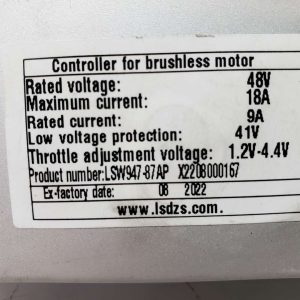 Controller for brushless motor
Rated voltage: 48V
Maximum current: 18A
Rated current: 9A
Low voltage protection: 41V
Throttle adjustment voltage: 1.2V-4.4V
Product number:LSW947-87AP X2208000167
Ex-factory date: 08 2022
www.lsdzs.com.